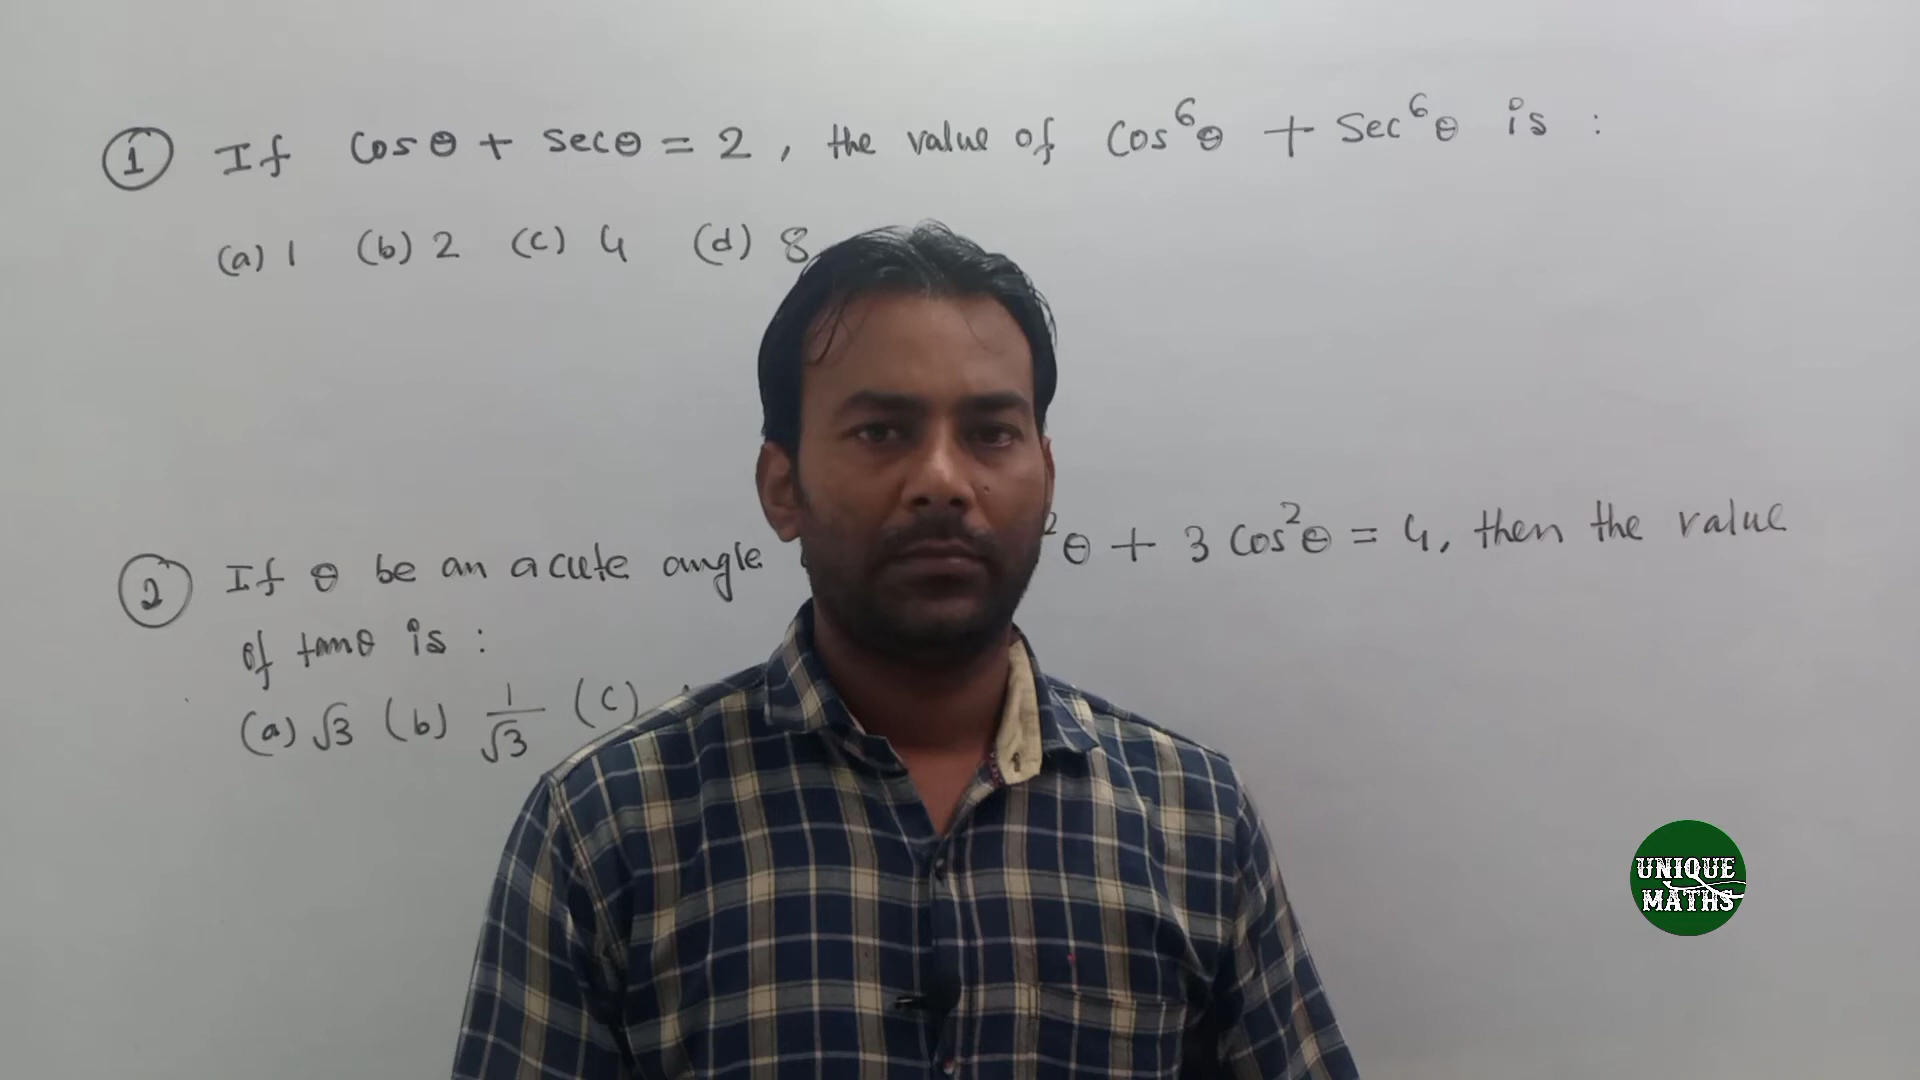 1 If cosθ + secθ = 2, the value of cos⁶θ + sec⁶θ is :
(a) 1 (b) 2 (c) 4 (d) 8
2 If θ be an acute angle ²θ + 3 cos²θ = 4, then the value
of tanθ is :
(a) √3 (b) 1/√3 (c)
UNIQUE
MATHS